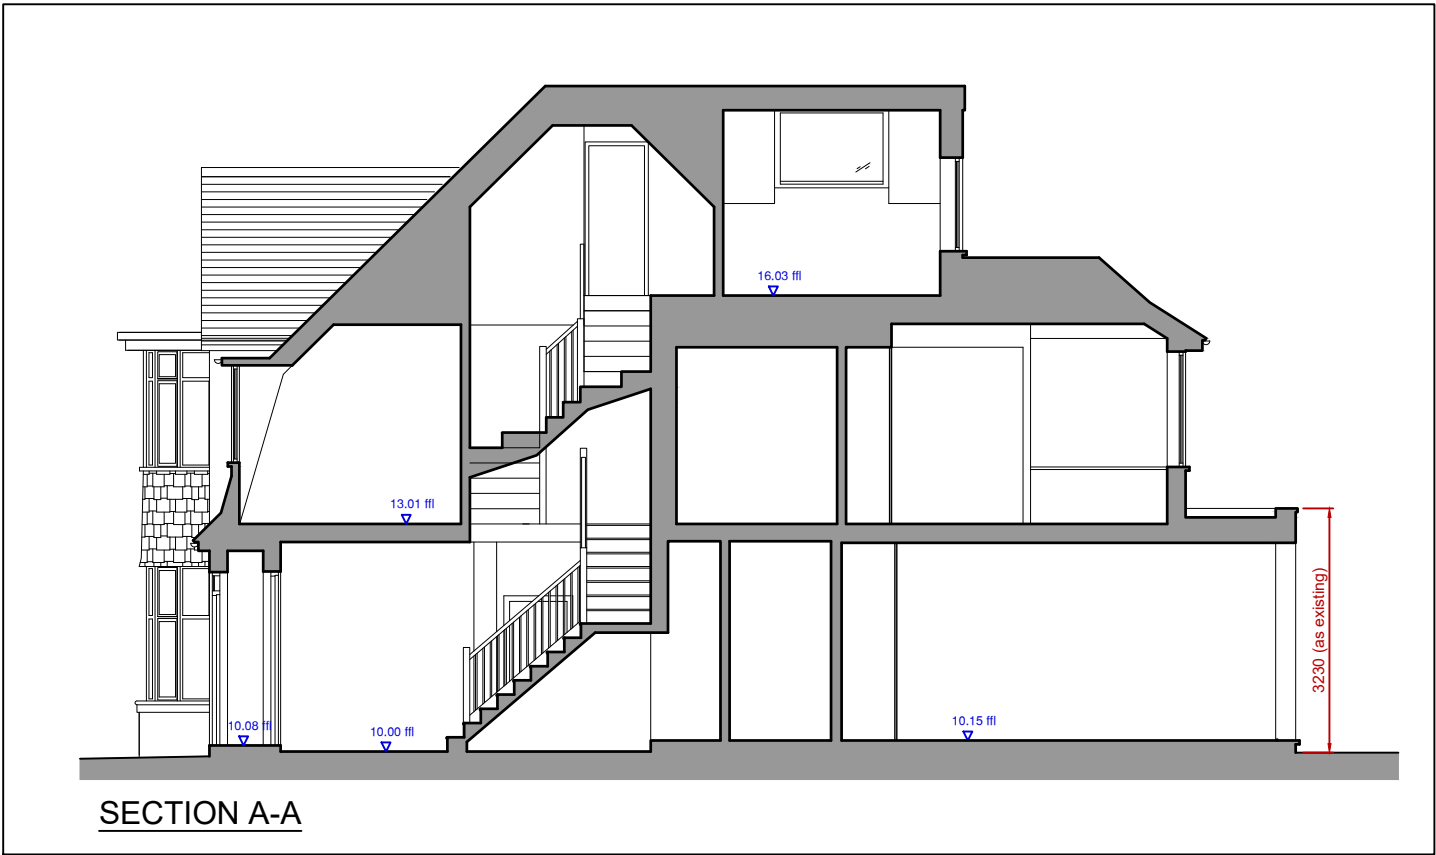 16.03 ffl
13.01 ffl
3230 (as existing)
10.08 ffl
10.00 ffl
10.15 ffl
SECTION A-A